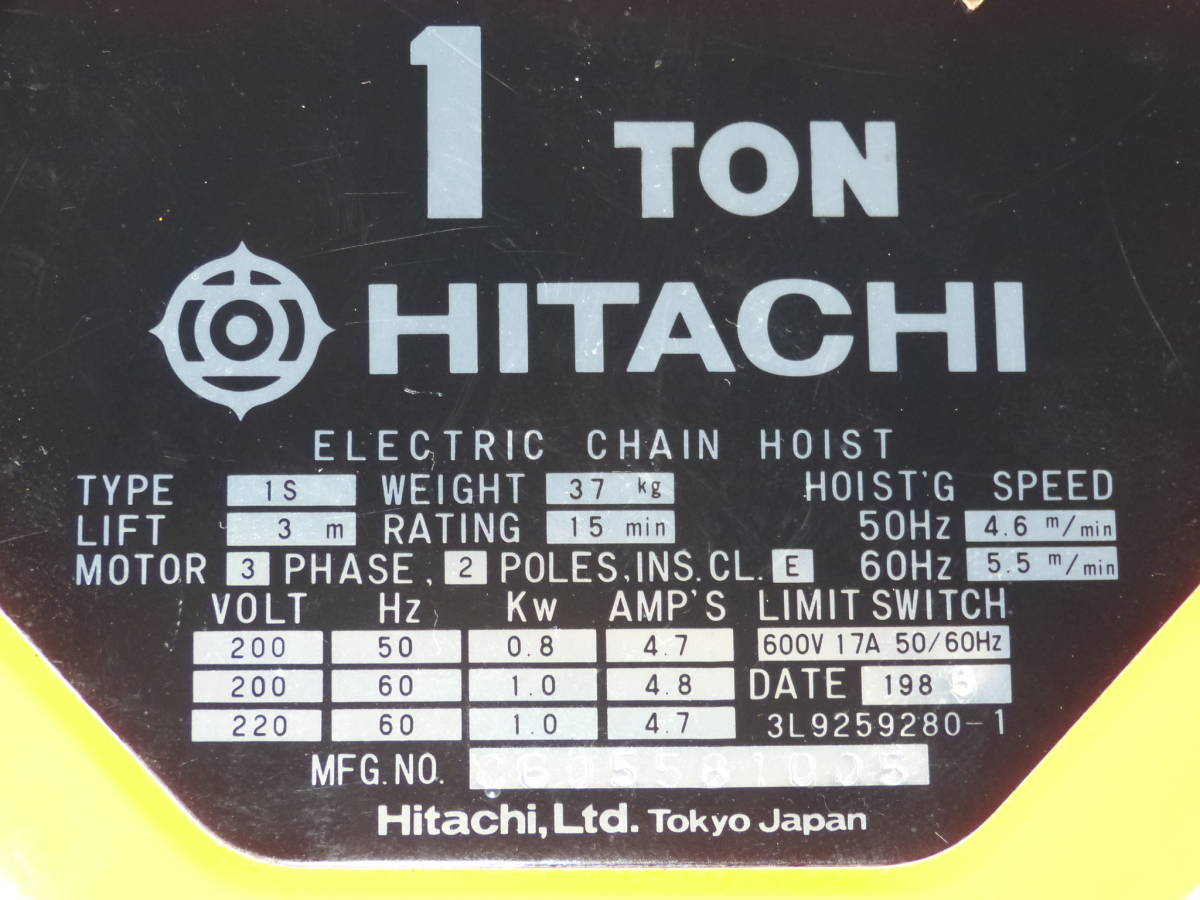 1 TON
HITACHI
ELECTRIC CHAIN HOIST
TYPE 1S WEIGHT 37 kg HOIST'G SPEED
LIFT 3 m RATING 15 min 50Hz 4.6 m/min
MOTOR 3 PHASE, 2 POLES, INS. CL. E 60Hz 5.5 m/min
VOLT Hz Kw AMP'S LIMIT SWITCH
200 50 0.8 4.7 600V 17A 50/60Hz
200 60 1.0 4.8 DATE 198
220 60 1.0 4.7 3L9259280-1
MFG. NO.
Hitachi, Ltd. Tokyo Japan